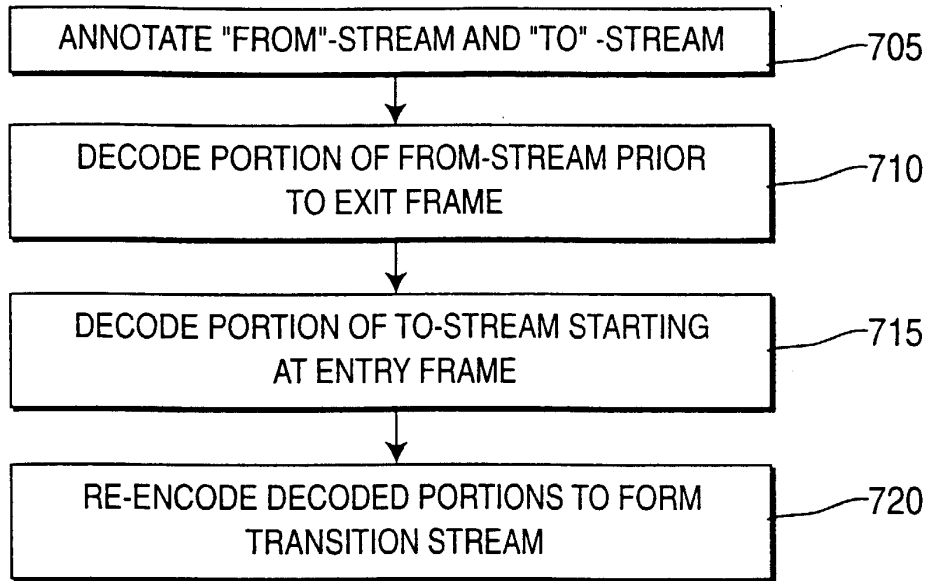 ANNOTATE "FROM"-STREAM AND "TO" -STREAM
705
DECODE PORTION OF FROM-STREAM PRIOR
TO EXIT FRAME
710
DECODE PORTION OF TO-STREAM STARTING
AT ENTRY FRAME
715
RE-ENCODE DECODED PORTIONS TO FORM
TRANSITION STREAM
720